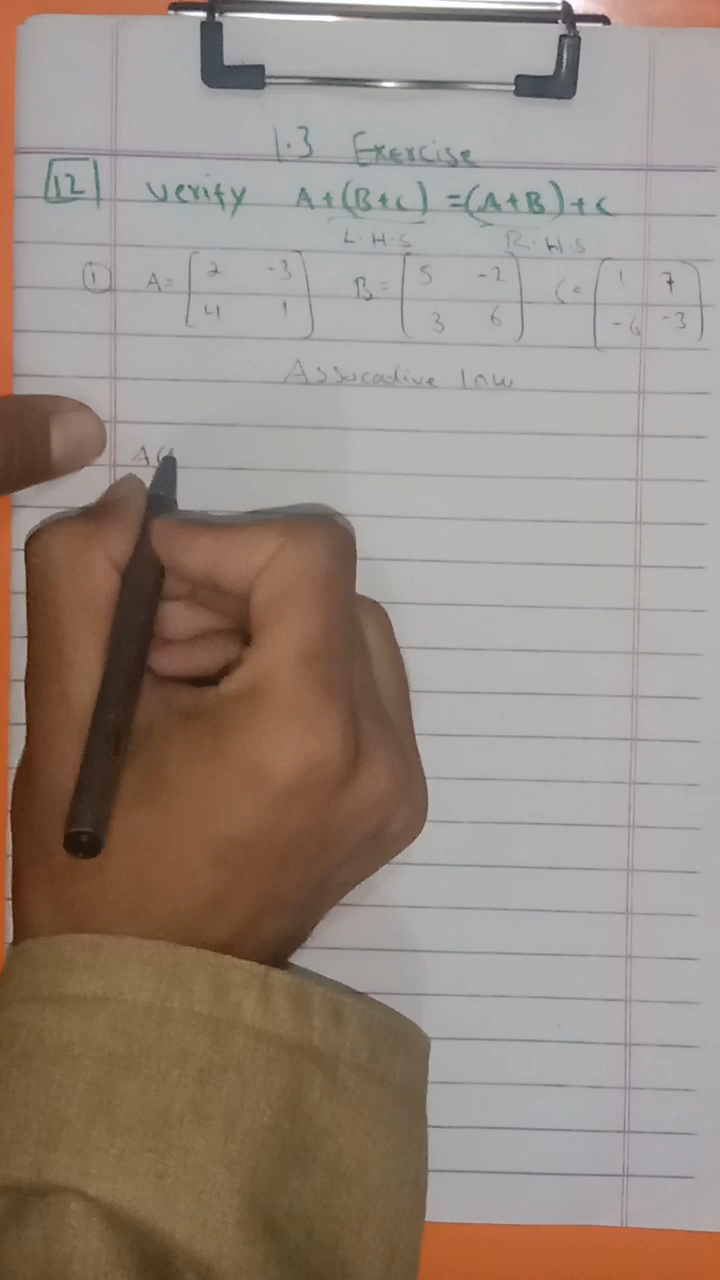 1.3 Exercise
12 verify A+(B+C) =(A+B)+C
L.H.S R.H.S
① A= [2 -3 4 1] B= [5 -2 3 6] C= [1 7 -6 -3]
Assocadive law
A(